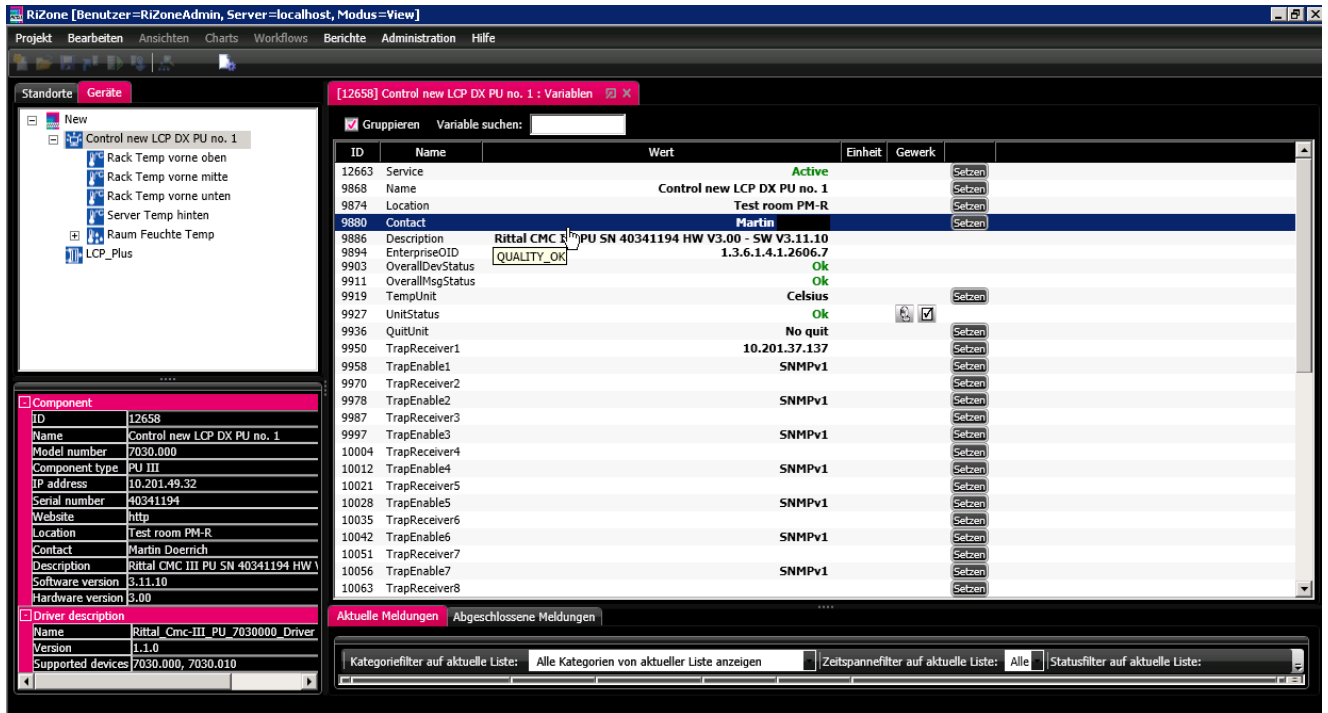 RiZone [Benutzer=RiZoneAdmin, Server=localhost, Modus=View]
Projekt Bearbeiten Ansichten Charts Workflows Berichte Administration Hilfe
Standorte Geräte
New
Control new LCP DX PU no. 1
Rack Temp vorne oben
Rack Temp vorne mitte
Rack Temp vorne unten
Server Temp hinten
Raum Feuchte Temp
LCP_Plus
Component
ID 12658
Name Control new LCP DX PU no. 1
Model number 7030.000
Component type PU III
IP address 10.201.49.32
Serial number 40341194
Website http
Location Test room PM-R
Contact Martin Doerrich
Description Rittal CMC III PU SN 40341194 HW
Software version 3.11.10
Hardware version 3.00
Driver description
Name Rittal_Cmc-III_PU_7030000_Driver
Version 1.1.0
Supported devices 7030.000, 7030.010
[12658] Control new LCP DX PU no. 1 : Variablen
Gruppieren Variable suchen:
ID Name Wert Einheit Gewerk
12663 Service Active Setzen
9868 Name Control new LCP DX PU no. 1 Setzen
9874 Location Test room PM-R Setzen
9880 Contact Martin Setzen
9886 Description Rittal CMC PU SN 40341194 HW V3.00 - SW V3.11.10
9894 EnterpriseOID 1.3.6.1.4.1.2606.7
QUALITY_OK
9903 OverallDevStatus Ok
9911 OverallMsgStatus Ok
9919 TempUnit Celsius Setzen
9927 UnitStatus Ok
9936 QuitUnit No quit Setzen
9950 TrapReceiver1 10.201.37.137 Setzen
9958 TrapEnable1 SNMPv1 Setzen
9970 TrapReceiver2 Setzen
9978 TrapEnable2 SNMPv1 Setzen
9987 TrapReceiver3 Setzen
9997 TrapEnable3 SNMPv1 Setzen
10004 TrapReceiver4 Setzen
10012 TrapEnable4 SNMPv1 Setzen
10021 TrapReceiver5 Setzen
10028 TrapEnable5 SNMPv1 Setzen
10035 TrapReceiver6 Setzen
10042 TrapEnable6 SNMPv1 Setzen
10051 TrapReceiver7 Setzen
10056 TrapEnable7 SNMPv1 Setzen
10063 TrapReceiver8 Setzen
Aktuelle Meldungen Abgeschlossene Meldungen
Kategoriefilter auf aktuelle Liste: Alle Kategorien von aktueller Liste anzeigen Zeitspannefilter auf aktuelle Liste: Alle Statusfilter auf aktuelle Liste: